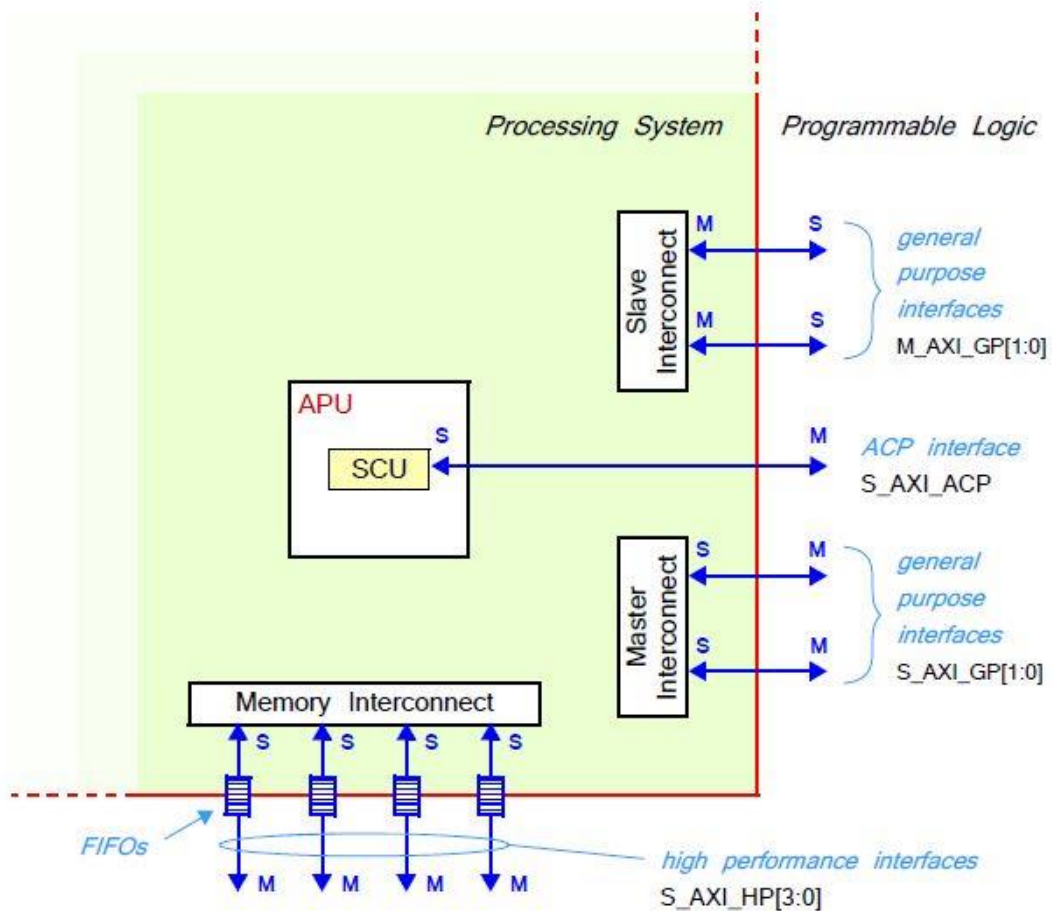 Processing System
Programmable Logic
M
S
general
purpose
interfaces
M_AXI_GP[1:0]
Slave
Interconnect
M
S
APU
S
M
ACP interface
S_AXI_ACP
SCU
S
M
general
purpose
interfaces
S_AXI_GP[1:0]
Master
Interconnect
S
M
Memory Interconnect
S
S
S
S
FIFOs
M
M
M
M
high performance interfaces
S_AXI_HP[3:0]